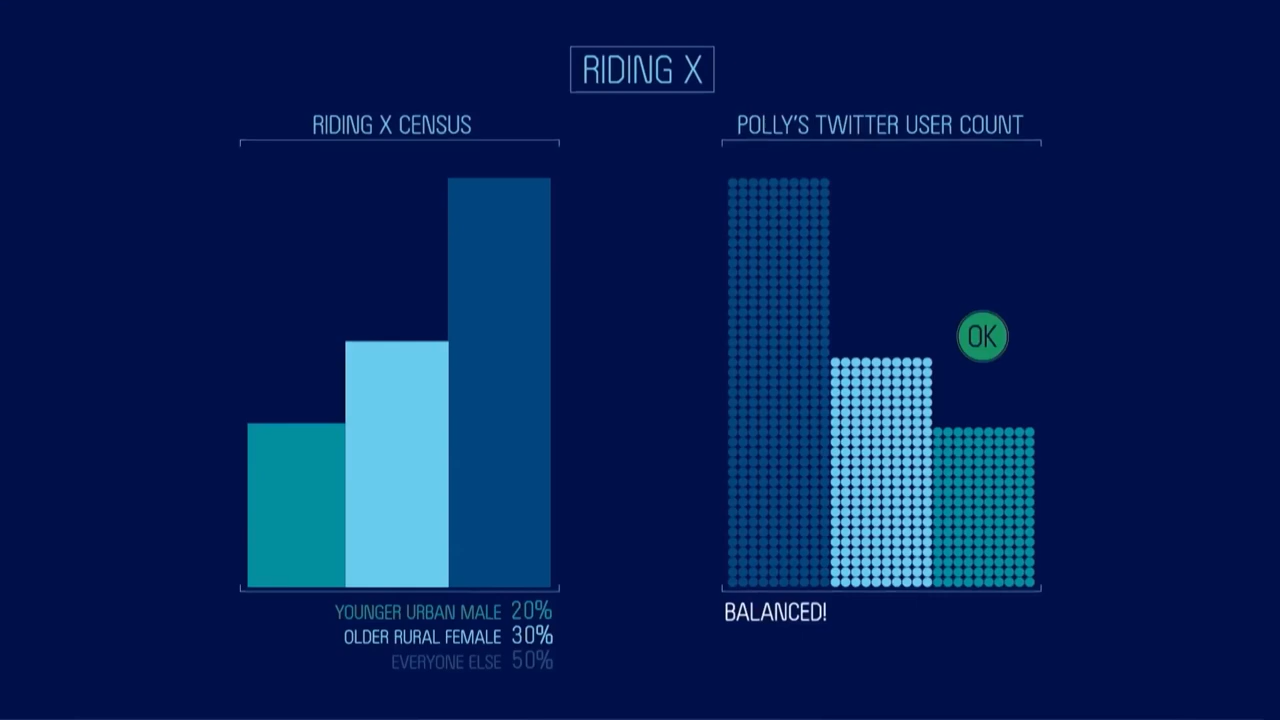 RIDING X
RIDING X CENSUS
POLLY'S TWITTER USER COUNT
OK
YOUNGER URBAN MALE 20%
OLDER RURAL FEMALE 30%
EVERYONE ELSE 50%
BALANCED!